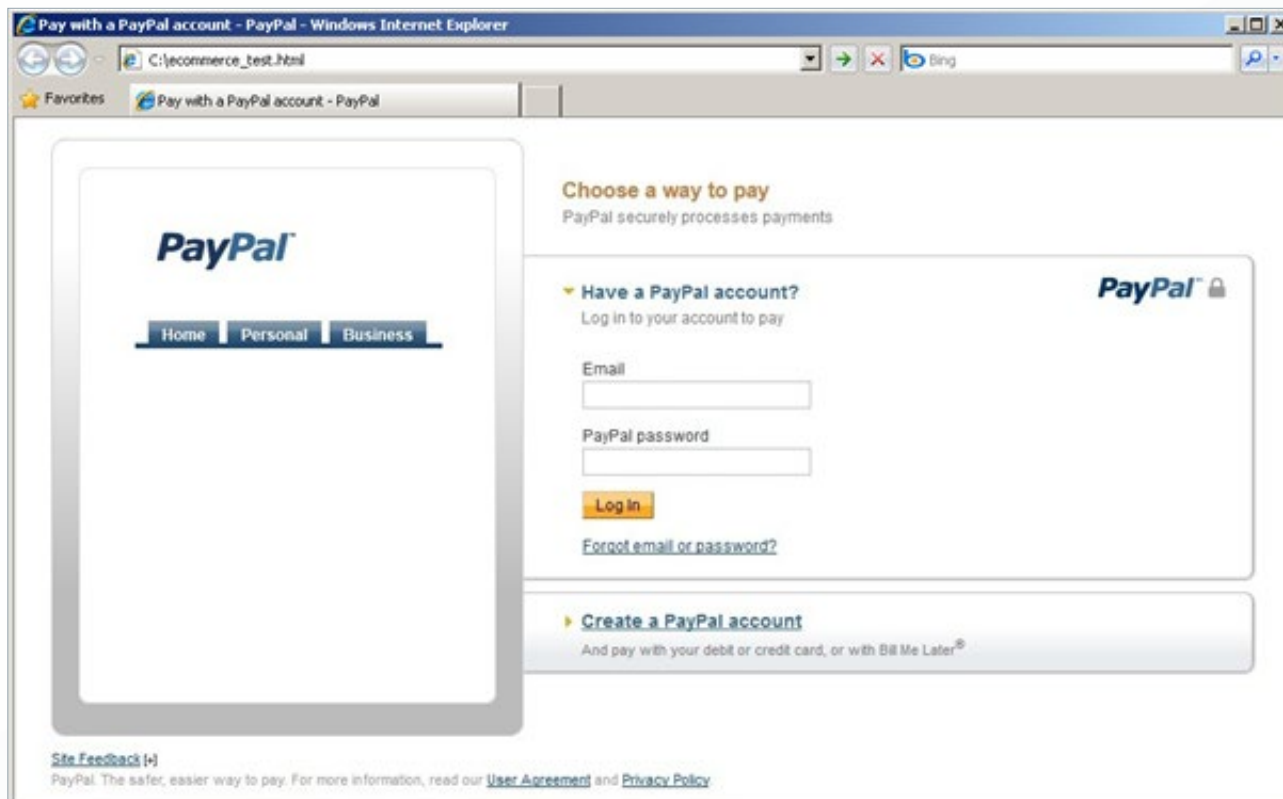 Pay with a PayPal account - PayPal - Windows Internet Explorer
C:\ecommerce_test.html
Bing
Favorites
Pay with a PayPal account - PayPal
PayPal™
Home Personal Business
Choose a way to pay
PayPal securely processes payments
Have a PayPal account?
PayPal™
Log in to your account to pay
Email
PayPal password
Log In
Forgot email or password?
Create a PayPal account
And pay with your debit or credit card, or with Bill Me Later®
Site Feedback [+]
PayPal. The safer, easier way to pay. For more information, read our User Agreement and Privacy Policy